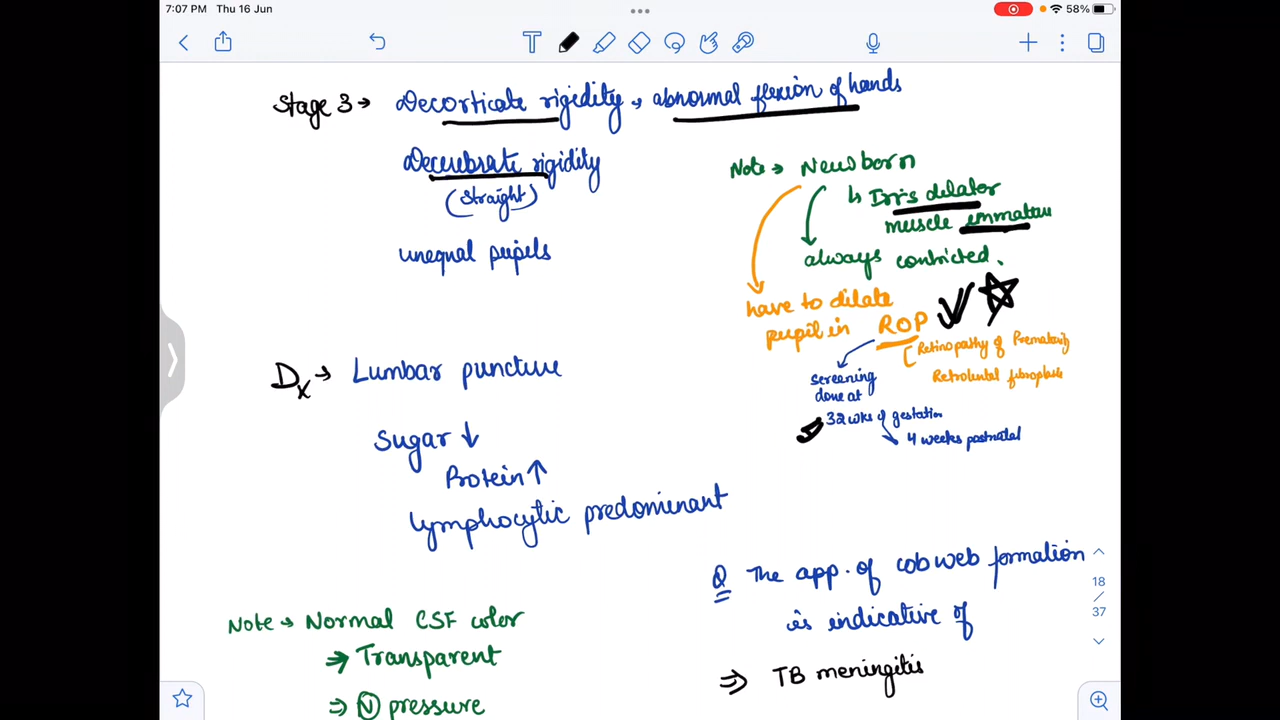 7:07 PM Thu 16 Jun
58%
Stage 3 → Decorticate rigidity → abnormal flexion of hands
Decerebrate rigidity
(straight)
unequal pupils
Note → Newborn
↳ Iris dilator
muscle immature
always contricted.
have to dilate
pupil in ROP
(Retinopathy of Prematurity
Retrolental fibroplasia
screening
done at
32 wks of gestation
4 weeks postnatal
Dx → Lumbar puncture
Sugar ↓
Protein ↑
lymphocytic predominant
Q The app. of cobweb formation
is indicative of
⇒ TB meningitis
18
/
37
Note → Normal CSF color
→ Transparent
⇒ (N) pressure